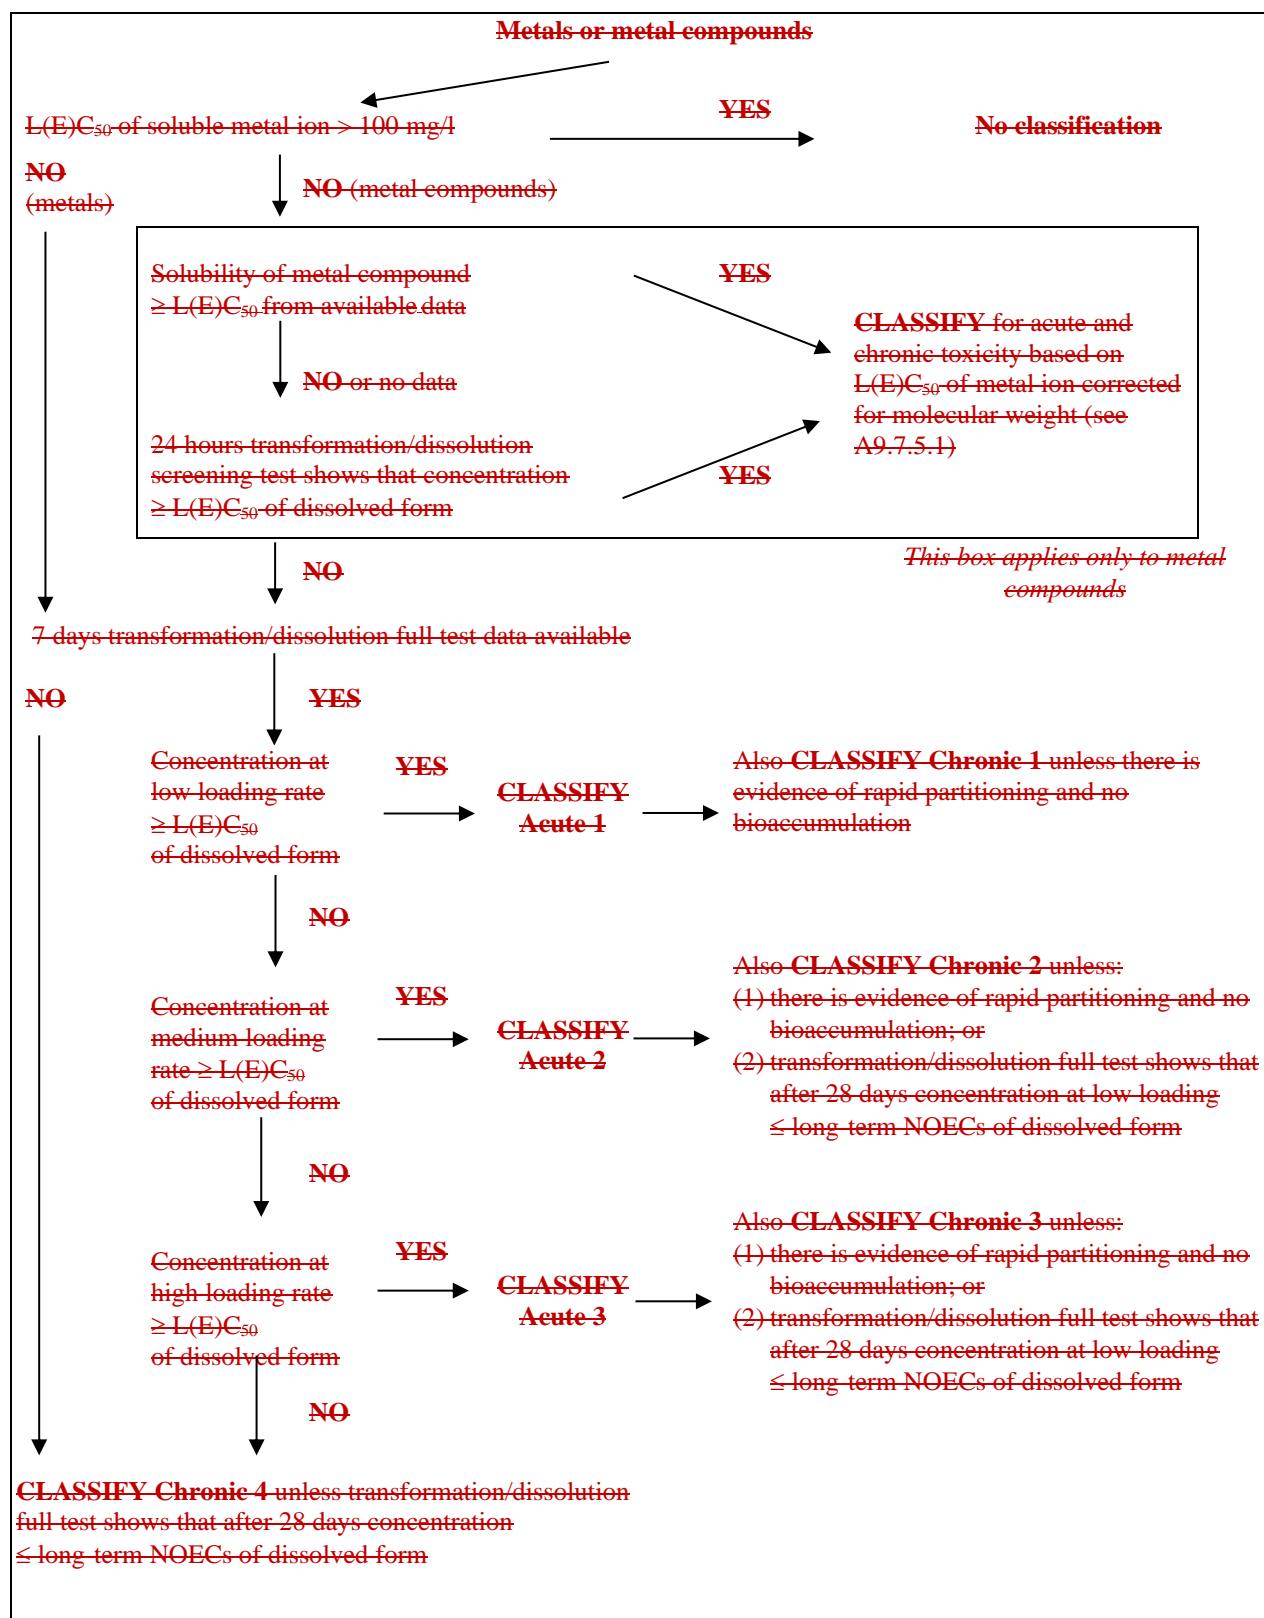 Metals or metal compounds
L(E)C50 of soluble metal ion > 100 mg/l
YES
No classification
NO
(metals)
NO (metal compounds)
Solubility of metal compound
≥ L(E)C50 from available data
YES
CLASSIFY for acute and
chronic toxicity based on
L(E)C50 of metal ion corrected
for molecular weight (see
A9.7.5.1)
NO or no data
24 hours transformation/dissolution
screening test shows that concentration
≥ L(E)C50 of dissolved form
YES
This box applies only to metal
compounds
NO
7 days transformation/dissolution full test data available
NO
YES
Concentration at
low loading rate
≥ L(E)C50
of dissolved form
YES
CLASSIFY
Acute 1
Also CLASSIFY Chronic 1 unless there is
evidence of rapid partitioning and no
bioaccumulation
NO
Concentration at
medium loading
rate ≥ L(E)C50
of dissolved form
YES
CLASSIFY
Acute 2
Also CLASSIFY Chronic 2 unless:
(1) there is evidence of rapid partitioning and no
bioaccumulation; or
(2) transformation/dissolution full test shows that
after 28 days concentration at low loading
≤ long-term NOECs of dissolved form
NO
Concentration at
high loading rate
≥ L(E)C50
of dissolved form
YES
CLASSIFY
Acute 3
Also CLASSIFY Chronic 3 unless:
(1) there is evidence of rapid partitioning and no
bioaccumulation; or
(2) transformation/dissolution full test shows that
after 28 days concentration at low loading
≤ long-term NOECs of dissolved form
NO
CLASSIFY Chronic 4 unless transformation/dissolution
full test shows that after 28 days concentration
≤ long-term NOECs of dissolved form